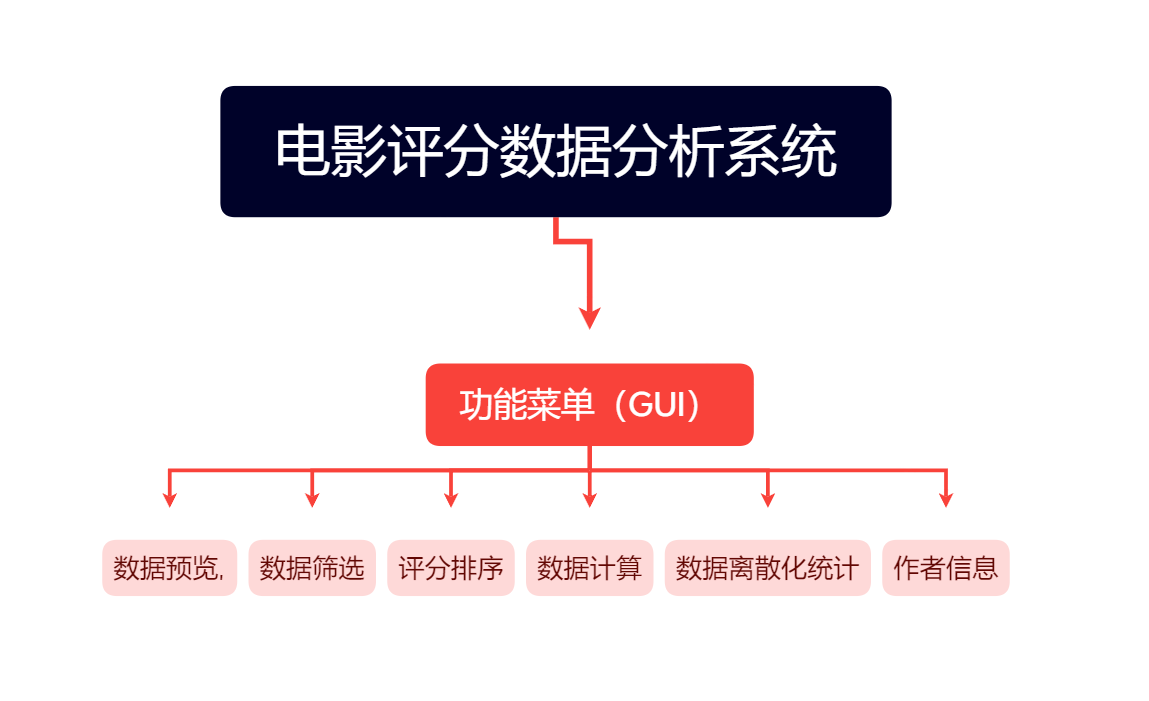 电影评分数据分析系统
功能菜单（GUI）
数据预览,
数据筛选
评分排序
数据计算
数据离散化统计
作者信息